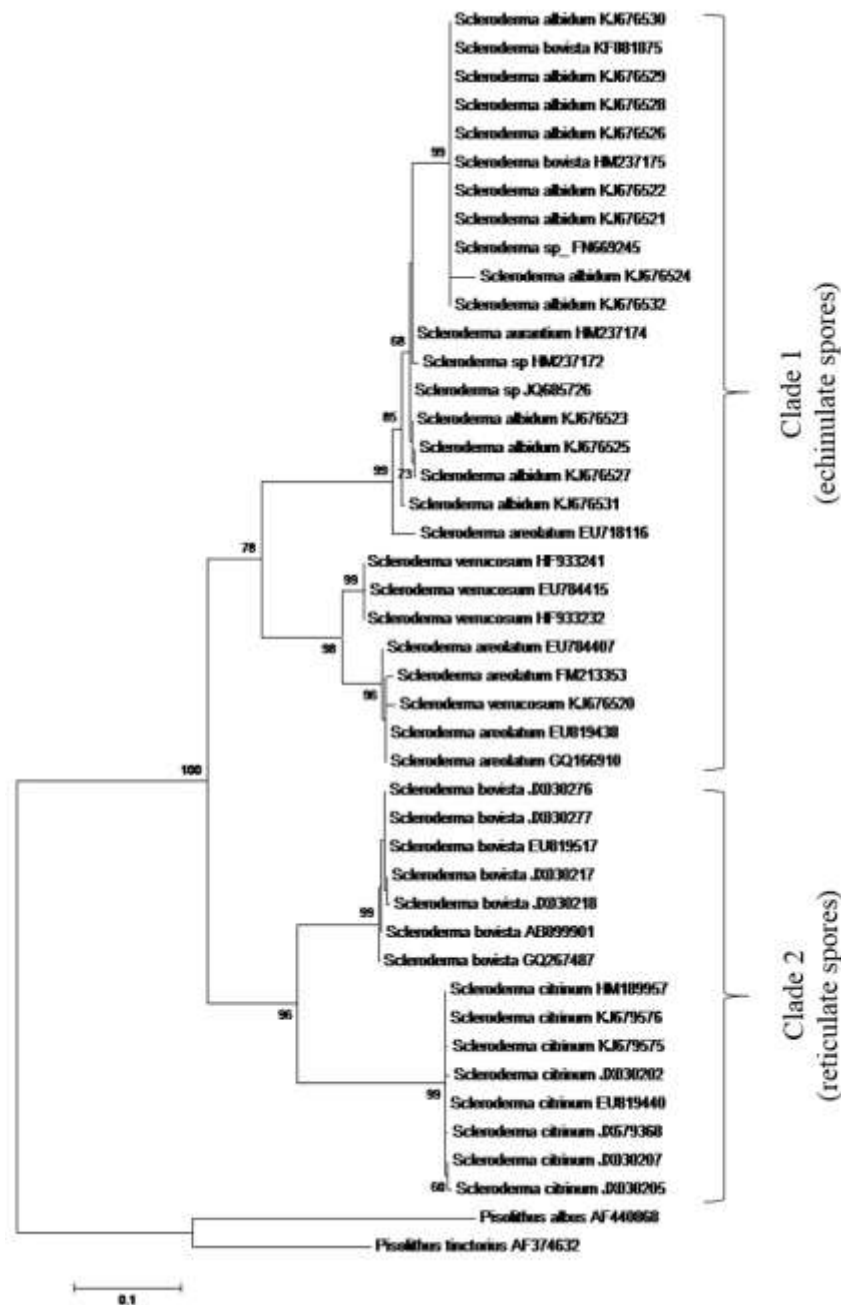 Scleroderma albidum KJ676530
Scleroderma bovista KF881875
Scleroderma albidum KJ676529
Scleroderma albidum KJ676528
Scleroderma albidum KJ676526
99
Scleroderma bovista HM237175
Scleroderma albidum KJ676522
Scleroderma albidum KJ676521
Scleroderma sp_ FN669245
Scleroderma albidum KJ676524
Scleroderma albidum KJ676532
Scleroderma aurantium HM237174
68
Scleroderma sp HM237172
Scleroderma sp JQ685726
85
Scleroderma albidum KJ676523
Scleroderma albidum KJ676525
99
73
Scleroderma albidum KJ676527
Scleroderma albidum KJ676531
Scleroderma areolatum EU718116
78
Scleroderma verrucosum HF933241
99
Scleroderma verrucosum EU784415
Scleroderma verrucosum HF933232
98
Scleroderma areolatum EU784407
Scleroderma areolatum FM213353
96
Scleroderma verrucosum KJ676520
Scleroderma areolatum EU819438
Scleroderma areolatum GQ166910
100
Scleroderma bovista JX030276
Scleroderma bovista JX030277
Scleroderma bovista EU819517
Scleroderma bovista JX030217
Scleroderma bovista JX030218
99
Scleroderma bovista AB099901
Scleroderma bovista GQ267487
Scleroderma citrinum HM189957
96
Scleroderma citrinum KJ679576
Scleroderma citrinum KJ679575
Scleroderma citrinum JX030202
99
Scleroderma citrinum EU819440
Scleroderma citrinum JX679368
Scleroderma citrinum JX030207
60
Scleroderma citrinum JX030205
Pisolithus albus AF440868
Pisolithus tinctorius AF374632
0.1
Clade 1
(echinulate spores)
Clade 2
(reticulate spores)